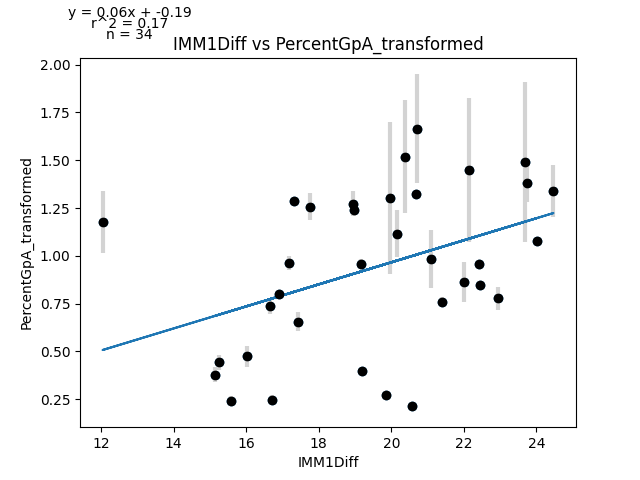 y = 0.06x + -0.19
r^2 = 0.17
n = 34
IMM1Diff vs PercentGpA_transformed
2.00
1.75
1.50
1.25
1.00
0.75
0.50
0.25
PercentGpA_transformed
12 14 16 18 20 22 24
IMM1Diff